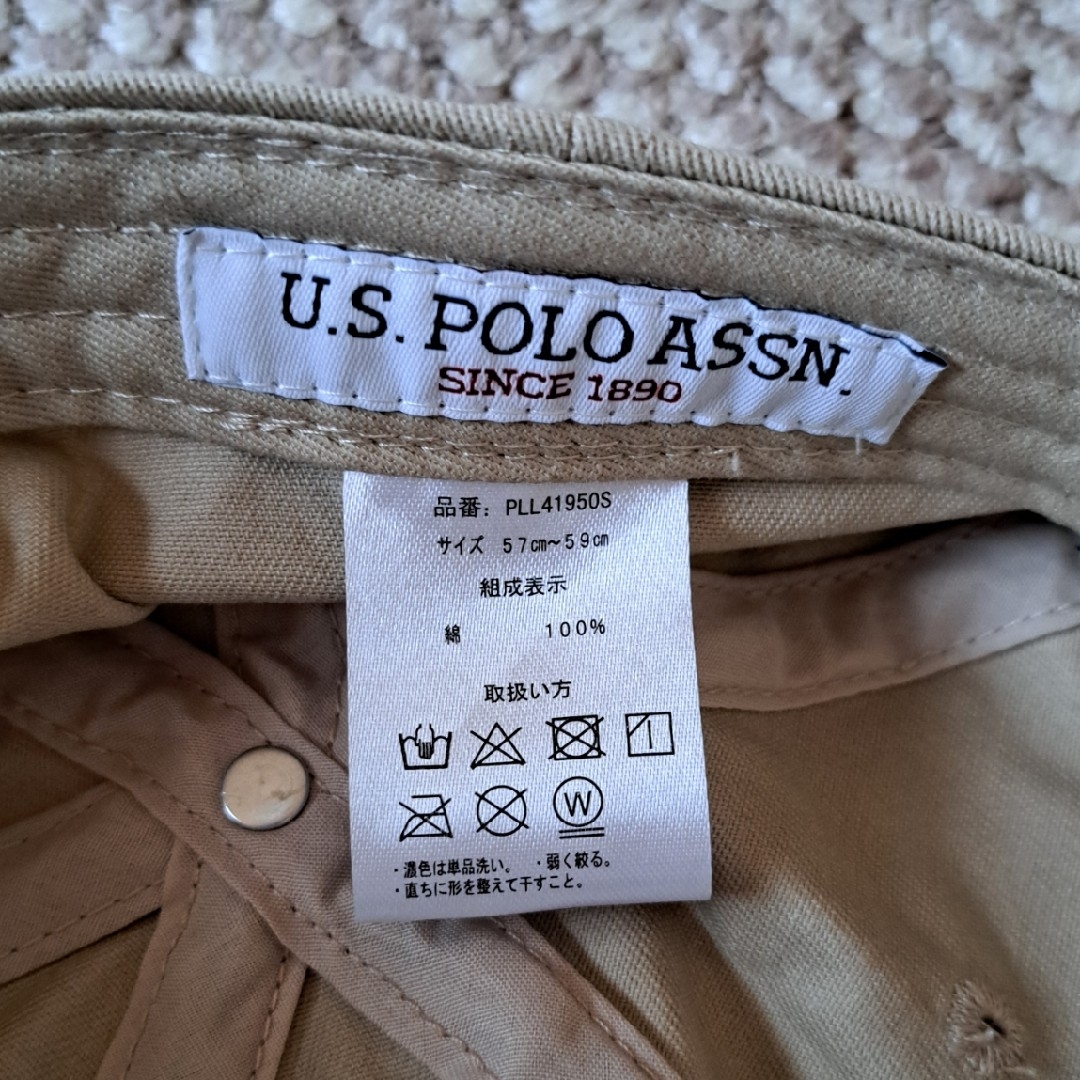 U.S. POLO ASSN.
SINCE 1890
品番: PLL41950S
サイズ 57㎝～59㎝
組成表示
綿 100%
取扱い方
W
・濃色は単品洗い。 ・弱く絞る。
・直ちに形を整えて干すこと。